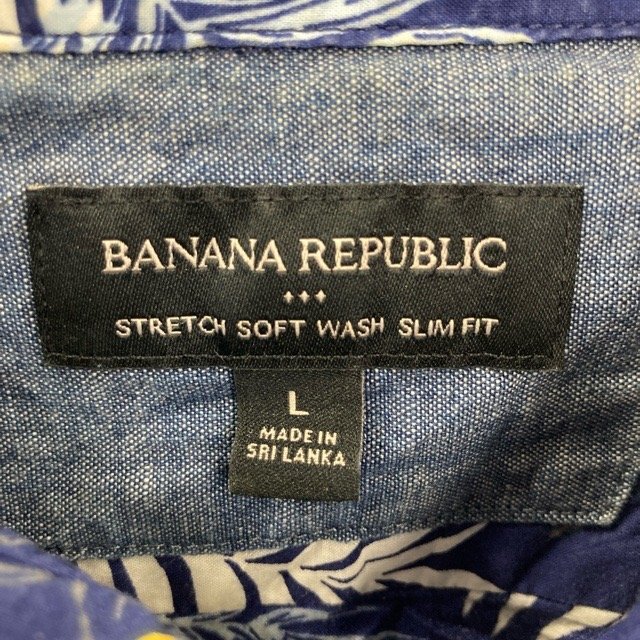 BANANA REPUBLIC
STRETCH SOFT WASH SLIM FIT
L
MADE IN
SRI LANKA